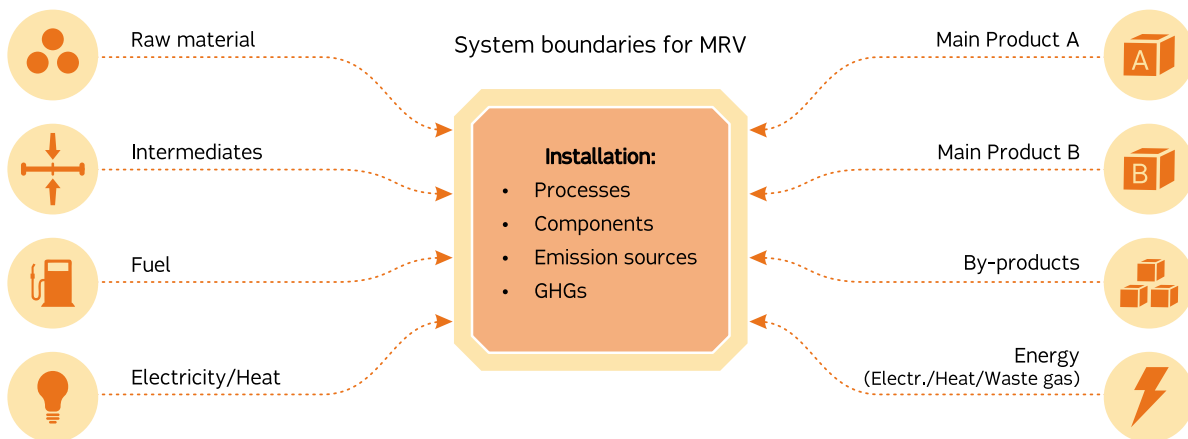 System boundaries for MRV
Raw material
Intermediates
Fuel
Electricity/Heat
Installation:
• Processes
• Components
• Emission sources
• GHGs
Main Product A
A
Main Product B
B
By-products
Energy
(Electr./Heat/Waste gas)